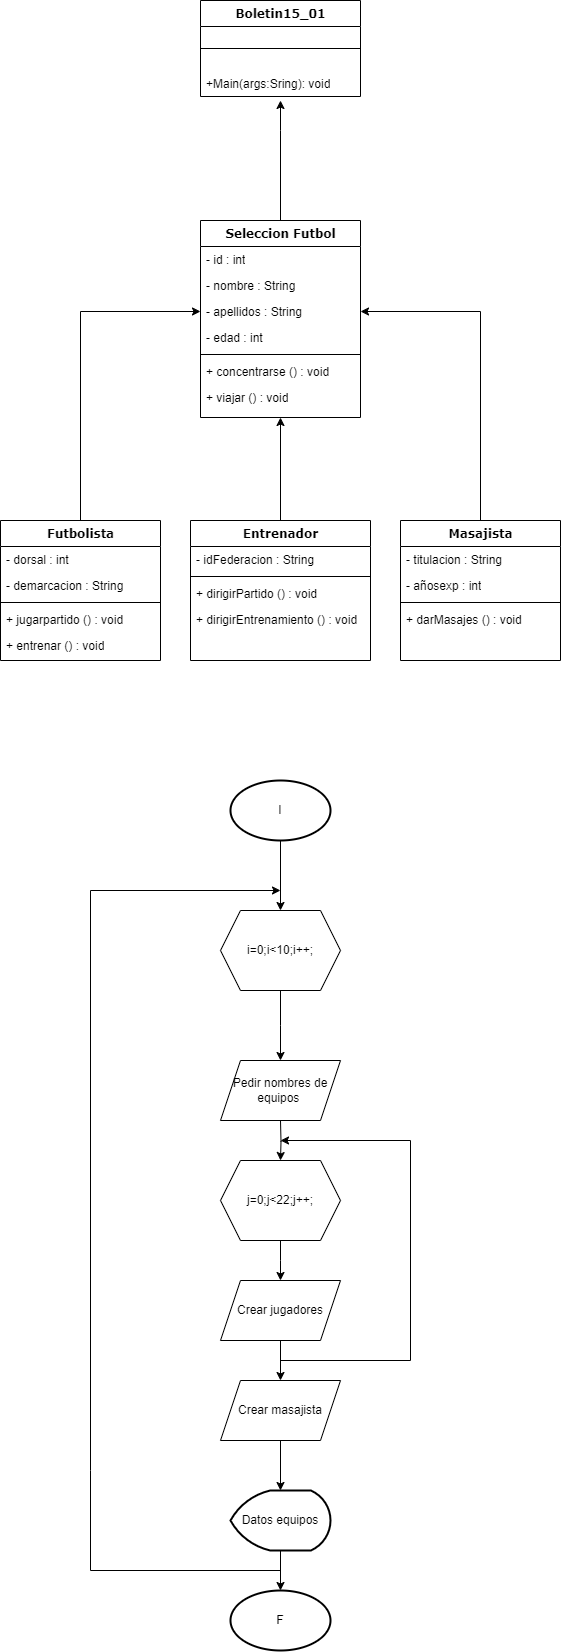 Boletin15_01
+Main(args:Sring): void
Seleccion Futbol
- id : int
- nombre : String
- apellidos : String
- edad : int
+ concentrarse () : void
+ viajar () : void
Futbolista
- dorsal : int
- demarcacion : String
+ jugarpartido () : void
+ entrenar () : void
Entrenador
- idFederacion : String
+ dirigirPartido () : void
+ dirigirEntrenamiento () : void
Masajista
- titulacion : String
- añosexp : int
+ darMasajes () : void
I
i=0;i<10;i++;
Pedir nombres de
equipos
j=0;j<22;j++;
Crear jugadores
Crear masajista
Datos equipos
F